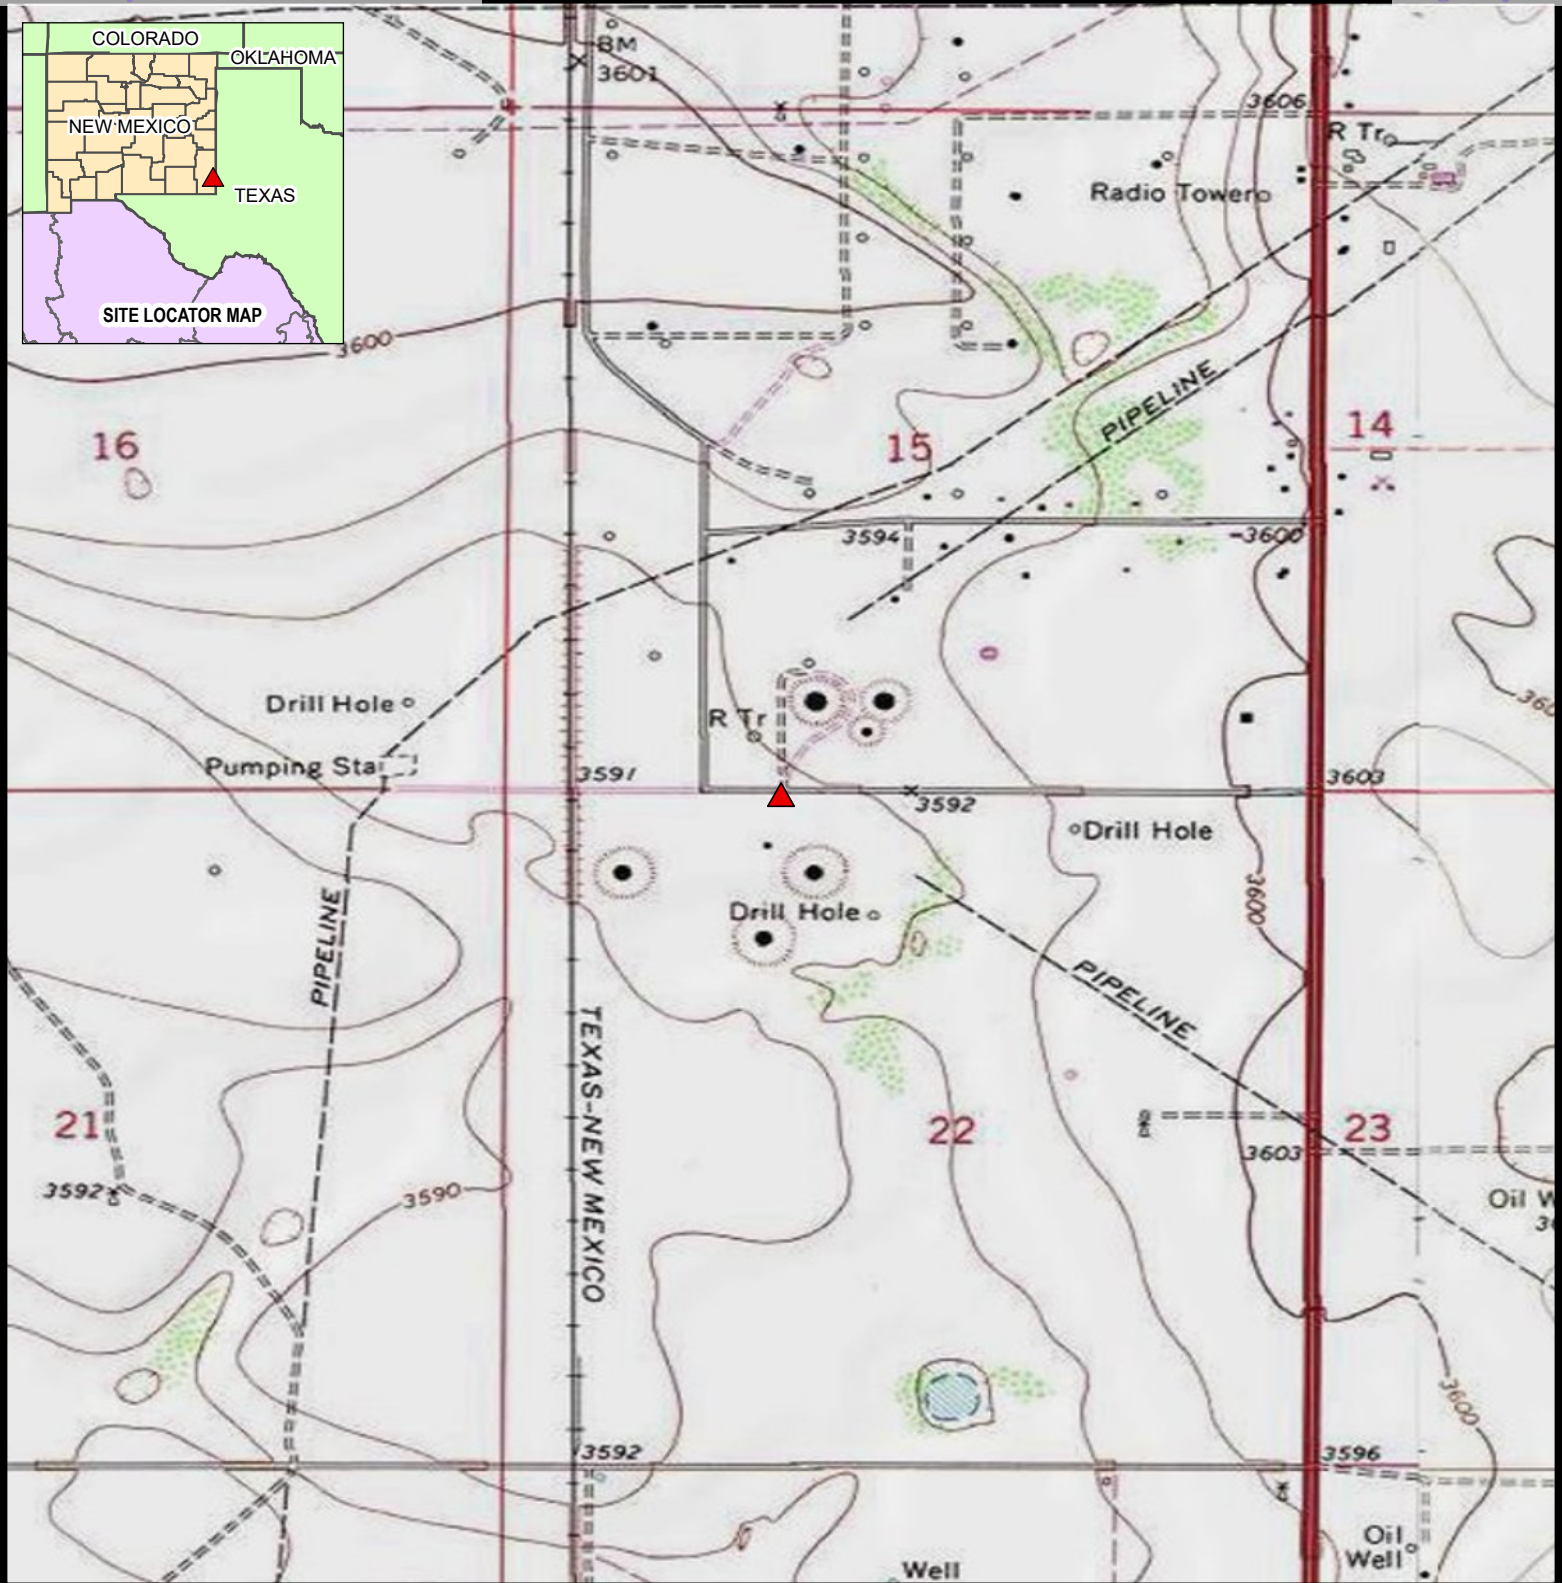 COLORADO
OKLAHOMA
NEW MEXICO
TEXAS
SITE LOCATOR MAP
BM
3601
3606
R Tr
Radio Tower
3600
PIPELINE
16
15
14
3594
3600
Drill Hole
R Tr
Pumping Sta
3591
3603
3592
Drill Hole
3600
Drill Hole
PIPELINE
PIPELINE
TEXAS-NEW MEXICO
21
22
23
3592
3590
3603
Oil
3600
3592
3596
Oil
Well
Well